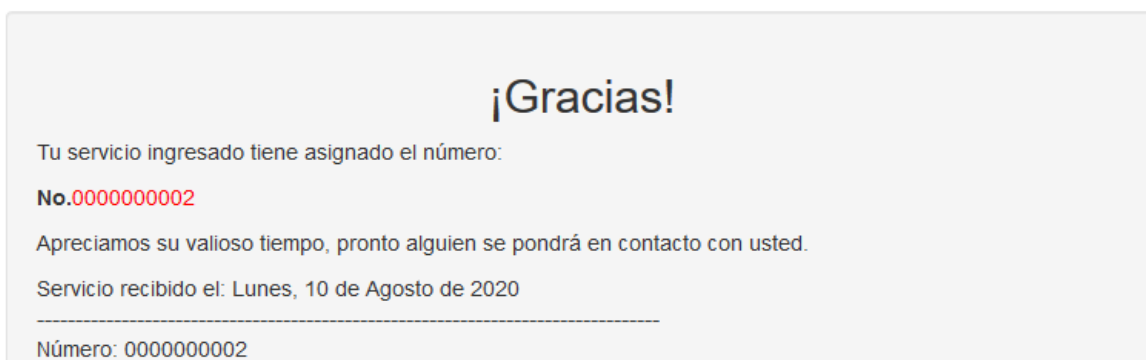 ¡Gracias!
Tu servicio ingresado tiene asignado el número:
No.0000000002
Apreciamos su valioso tiempo, pronto alguien se pondrá en contacto con usted.
Servicio recibido el: Lunes, 10 de Agosto de 2020
--------------------------------------------------------------------------------
Número: 0000000002